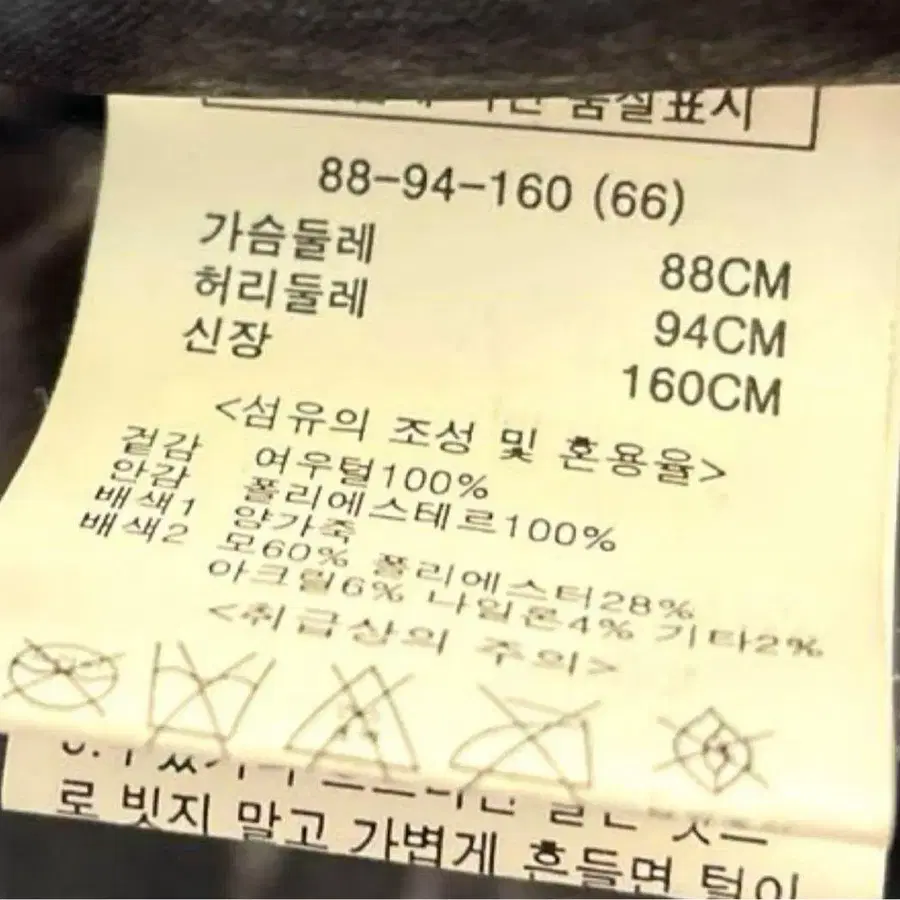 품질표시
88-94-160 (66)
가슴둘레 88CM
허리둘레 94CM
신장 160CM
<섬유의 조성 및 혼용율>
겉감 여우털100%
안감 폴리에스테르100%
배색1 양가죽
배색2 모60% 폴리에스터28%
아크릴6% 나일론4% 기타2%
<취급상의 주의>
로 빗지 말고 가볍게 흔들면 털이